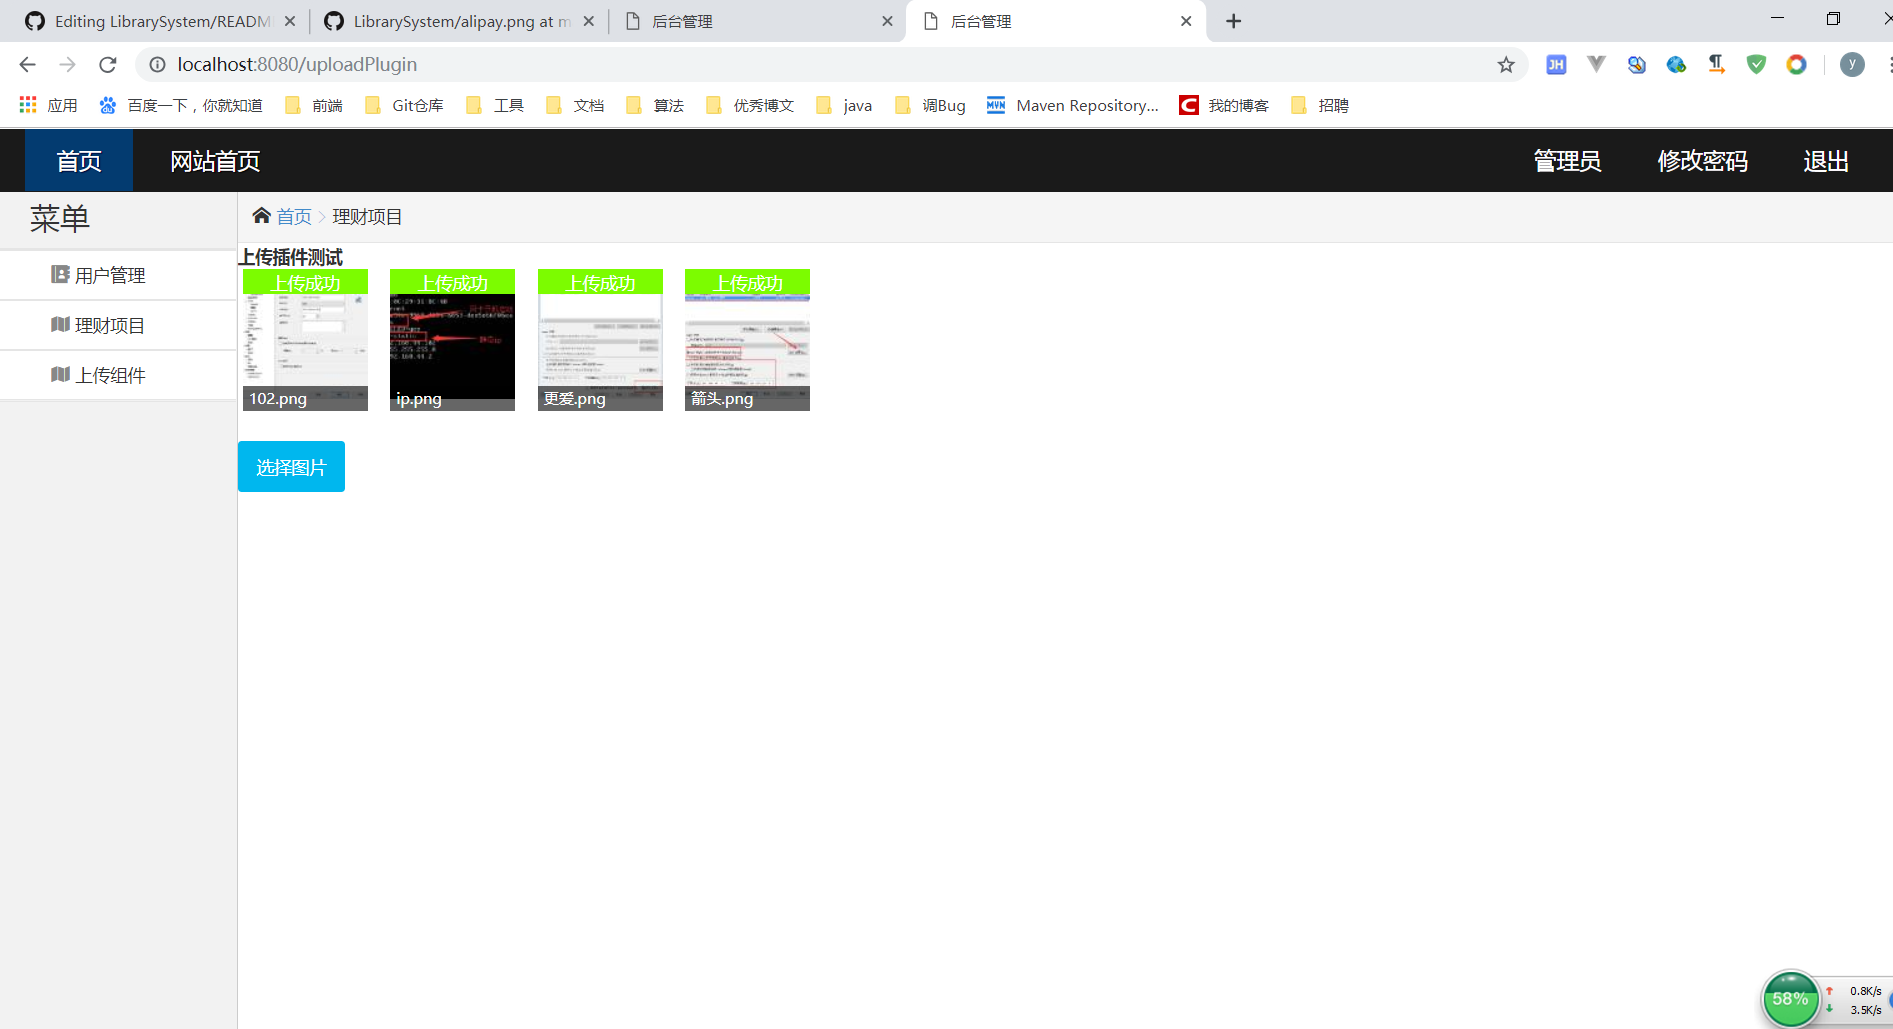 Editing LibrarySystem/READM
LibrarySystem/alipay.png at m
后台管理
后台管理
localhost:8080/uploadPlugin
JH
y
应用
百度一下，你就知道
前端
Git仓库
工具
文档
算法
优秀博文
java
调Bug
MVN
Maven Repository...
C
我的博客
招聘
首页
网站首页
管理员
修改密码
退出
菜单
首页
理财项目
用户管理
理财项目
上传组件
上传插件测试
上传成功
上传成功
上传成功
上传成功
102.png
ip.png
更爱.png
箭头.png
选择图片
58%
0.8K/s
3.5K/s